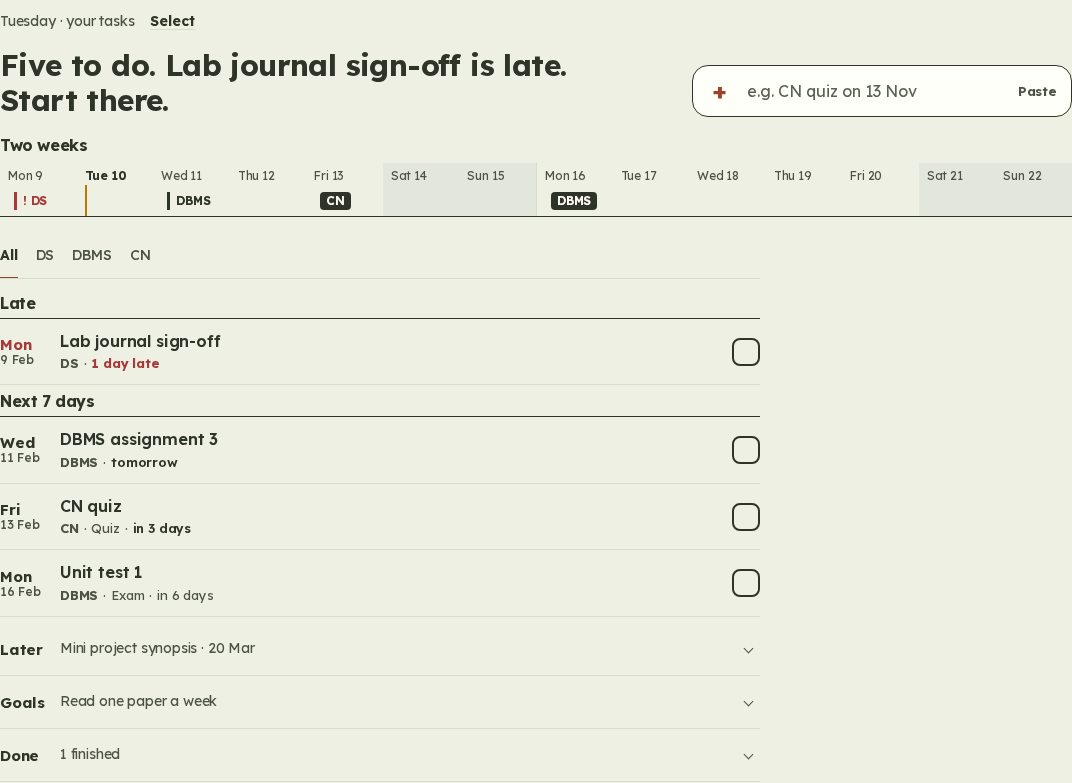 Tuesday · your tasks Select
Five to do. Lab journal sign-off is late.
Start there.
+ e.g. CN quiz on 13 Nov Paste
Two weeks
Mon 9 Tue 10 Wed 11 Thu 12 Fri 13 Sat 14 Sun 15 Mon 16 Tue 17 Wed 18 Thu 19 Fri 20 Sat 21 Sun 22
! DS DBMS CN DBMS
All DS DBMS CN
Late
Mon Lab journal sign-off
9 Feb DS · 1 day late
Next 7 days
Wed DBMS assignment 3
11 Feb DBMS · tomorrow
Fri CN quiz
13 Feb CN · Quiz · in 3 days
Mon Unit test 1
16 Feb DBMS · Exam · in 6 days
Later Mini project synopsis · 20 Mar
Goals Read one paper a week
Done 1 finished